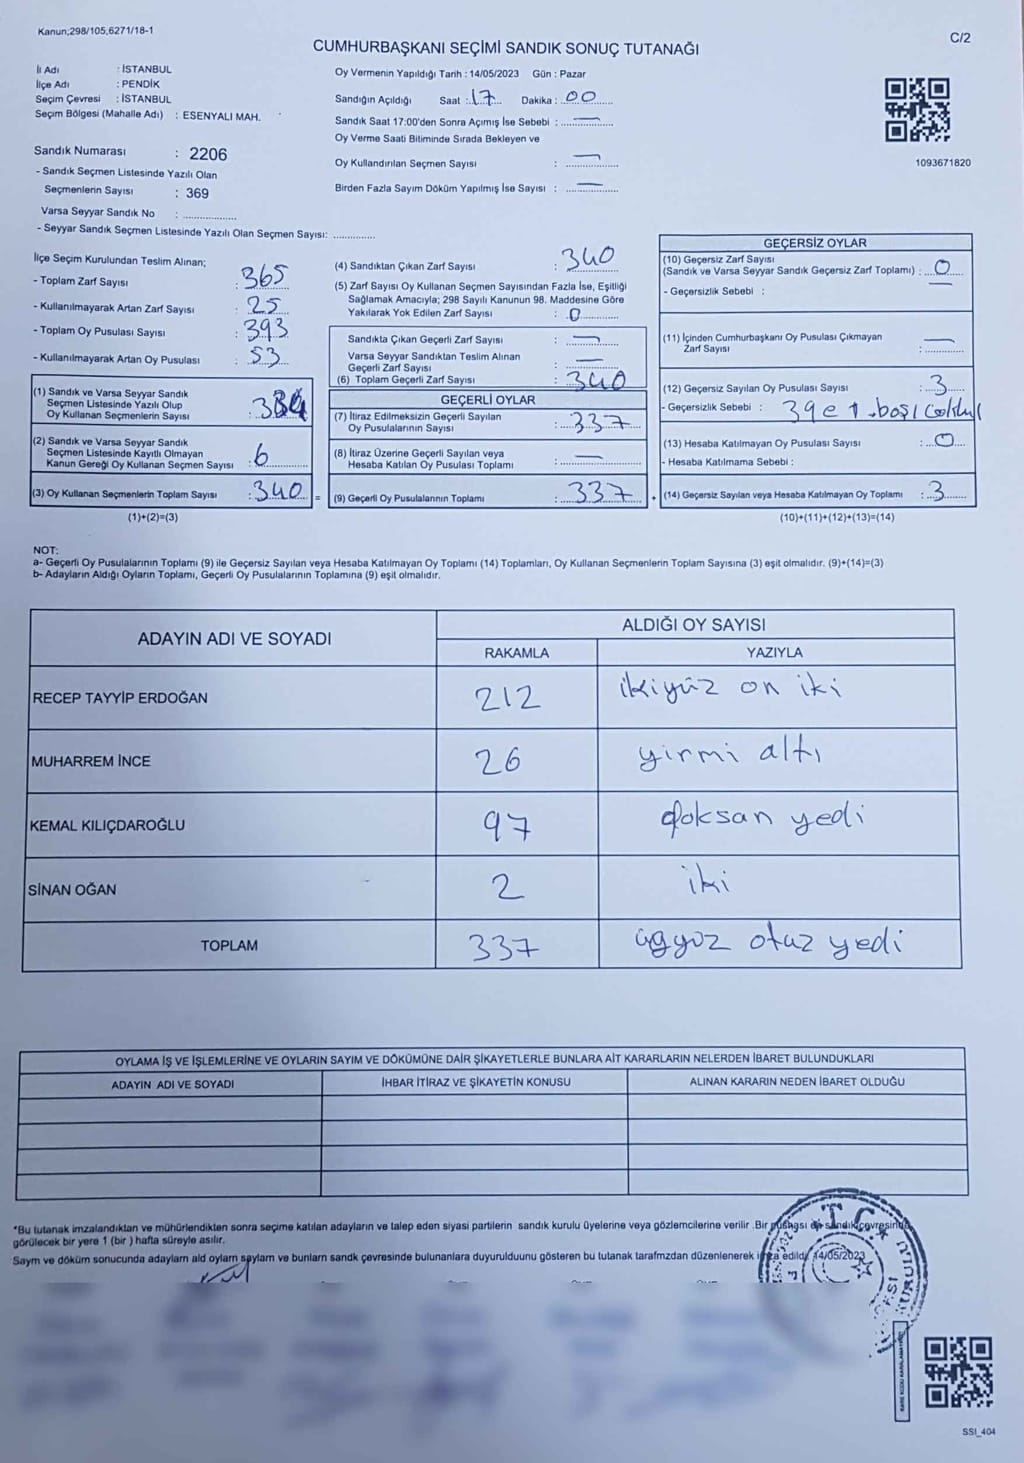 Kanun;298/105;6271/18-1
C/2
CUMHURBAŞKANI SEÇİMİ SANDIK SONUÇ TUTANAĞI
İl Adı : İSTANBUL
İlçe Adı : PENDİK
Seçim Çevresi : İSTANBUL
Seçim Bölgesi (Mahalle Adı) : ESENYALI MAH.
Sandık Numarası : 2206
- Sandık Seçmen Listesinde Yazılı Olan
Seçmenlerin Sayısı : 369
Varsa Seyyar Sandık No : ..................
- Seyyar Sandık Seçmen Listesinde Yazılı Olan Seçmen Sayısı: ..............
Oy Vermenin Yapıldığı Tarih : 14/05/2023 Gün : Pazar
Sandığın Açıldığı Saat : 17 Dakika : 00
Sandık Saat 17:00'den Sonra Açımış İse Sebebi : —
Oy Verme Saati Bitiminde Sırada Bekleyen ve
Oy Kullandırılan Seçmen Sayısı : —
Birden Fazla Sayım Döküm Yapılmış İse Sayısı : —
1093671820
İlçe Seçim Kurulundan Teslim Alınan;
- Toplam Zarf Sayısı : 365
- Kullanılmayarak Artan Zarf Sayısı : 25
- Toplam Oy Pusulası Sayısı : 393
- Kullanılmayarak Artan Oy Pusulası : 53
(1) Sandık ve Varsa Seyyar Sandık
Seçmen Listesinde Yazılı Olup
Oy Kullanan Seçmenlerin Sayısı : 334
(2) Sandık ve Varsa Seyyar Sandık
Seçmen Listesinde Kayıtlı Olmayan
Kanun Gereği Oy Kullanan Seçmen Sayısı : 6
(3) Oy Kullanan Seçmenlerin Toplam Sayısı : 340 =
(1)+(2)=(3)
(4) Sandıktan Çıkan Zarf Sayısı : 340
(5) Zarf Sayısı Oy Kullanan Seçmen Sayısından Fazla İse, Eşitliği
Sağlamak Amacıyla; 298 Sayılı Kanunun 98. Maddesine Göre
Yakılarak Yok Edilen Zarf Sayısı : 0
Sandıkta Çıkan Geçerli Zarf Sayısı : —
Varsa Seyyar Sandıktan Teslim Alınan
Geçerli Zarf Sayısı : —
(6) Toplam Geçerli Zarf Sayısı : 340
GEÇERLİ OYLAR
(7) İtiraz Edilmeksizin Geçerli Sayılan
Oy Pusulalarının Sayısı : 337
(8) İtiraz Üzerine Geçerli Sayılan veya
Hesaba Katılan Oy Pusulası Toplamı : —
(9) Geçerli Oy Pusulalarının Toplamı : 337 +
GEÇERSİZ OYLAR
(10) Geçersiz Zarf Sayısı
(Sandık ve Varsa Seyyar Sandık Geçersiz Zarf Toplamı) : 0
- Geçersizlik Sebebi : —
(11) İçinden Cumhurbaşkanı Oy Pusulası Çıkmayan
Zarf Sayısı : —
(12) Geçersiz Sayılan Oy Pusulası Sayısı : 3
- Geçersizlik Sebebi :
(13) Hesaba Katılmayan Oy Pusulası Sayısı : 0
- Hesaba Katılmama Sebebi :
(14) Geçersiz Sayılan veya Hesaba Katılmayan Oy Toplamı : 3
(10)+(11)+(12)+(13)=(14)
NOT:
a- Geçerli Oy Pusulalarının Toplamı (9) ile Geçersiz Sayılan veya Hesaba Katılmayan Oy Toplamı (14) Toplamları, Oy Kullanan Seçmenlerin Toplam Sayısına (3) eşit olmalıdır. (9)+(14)=(3)
b- Adayların Aldığı Oyların Toplamı, Geçerli Oy Pusulalarının Toplamına (9) eşit olmalıdır.
ADAYIN ADI VE SOYADI ALDIĞI OY SAYISI
RAKAMLA YAZIYLA
RECEP TAYYİP ERDOĞAN 212 ikiyüz on iki
MUHARREM İNCE 26 yirmi altı
KEMAL KILIÇDAROĞLU 97 doksan yedi
SİNAN OĞAN 2 iki
TOPLAM 337 üçyüz otuz yedi
OYLAMA İŞ VE İŞLEMLERİNE VE OYLARIN SAYIM VE DÖKÜMÜNE DAİR ŞİKAYETLERLE BUNLARA AİT KARARLARIN NELERDEN İBARET BULUNDUKLARI
ADAYIN ADI VE SOYADI İHBAR İTİRAZ VE ŞİKAYETİN KONUSU ALINAN KARARIN NEDEN İBARET OLDUĞU
*Bu tutanak imzalandıktan ve mühürlendikten sonra seçime katılan adayların ve talep eden siyasi partilerin sandık kurulu üyelerine veya gözlemcilerine verilir .Bir nüshası da sandık çevresinde
görülecek bir yere 1 (bir ) hafta süreyle asılır.
Sayım ve döküm sonucunda adayların ald oyların saylam ve bunların sandk çevresinde bulunanlara duyurulduunu gösteren bu tutanak tarafmzdan düzenlenerek imza edildi. 14/05/2023
T.C.
SSI_404